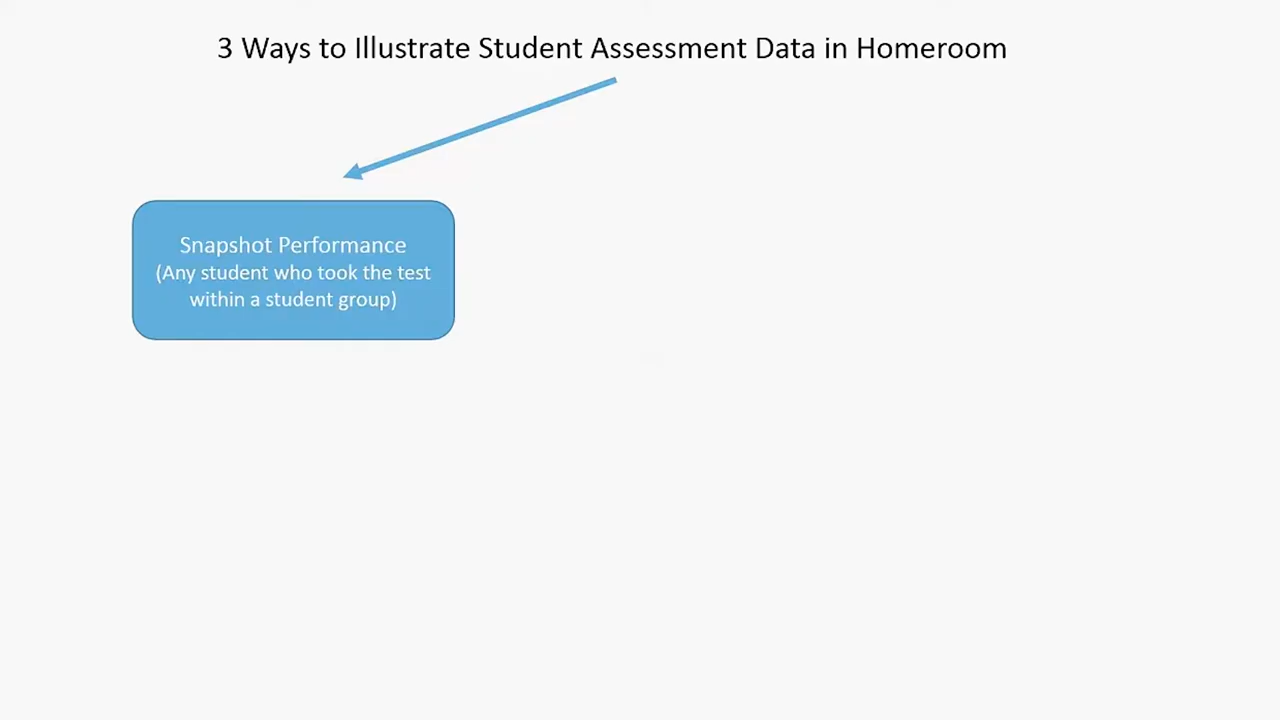 3 Ways to Illustrate Student Assessment Data in Homeroom
Snapshot Performance
(Any student who took the test
within a student group)